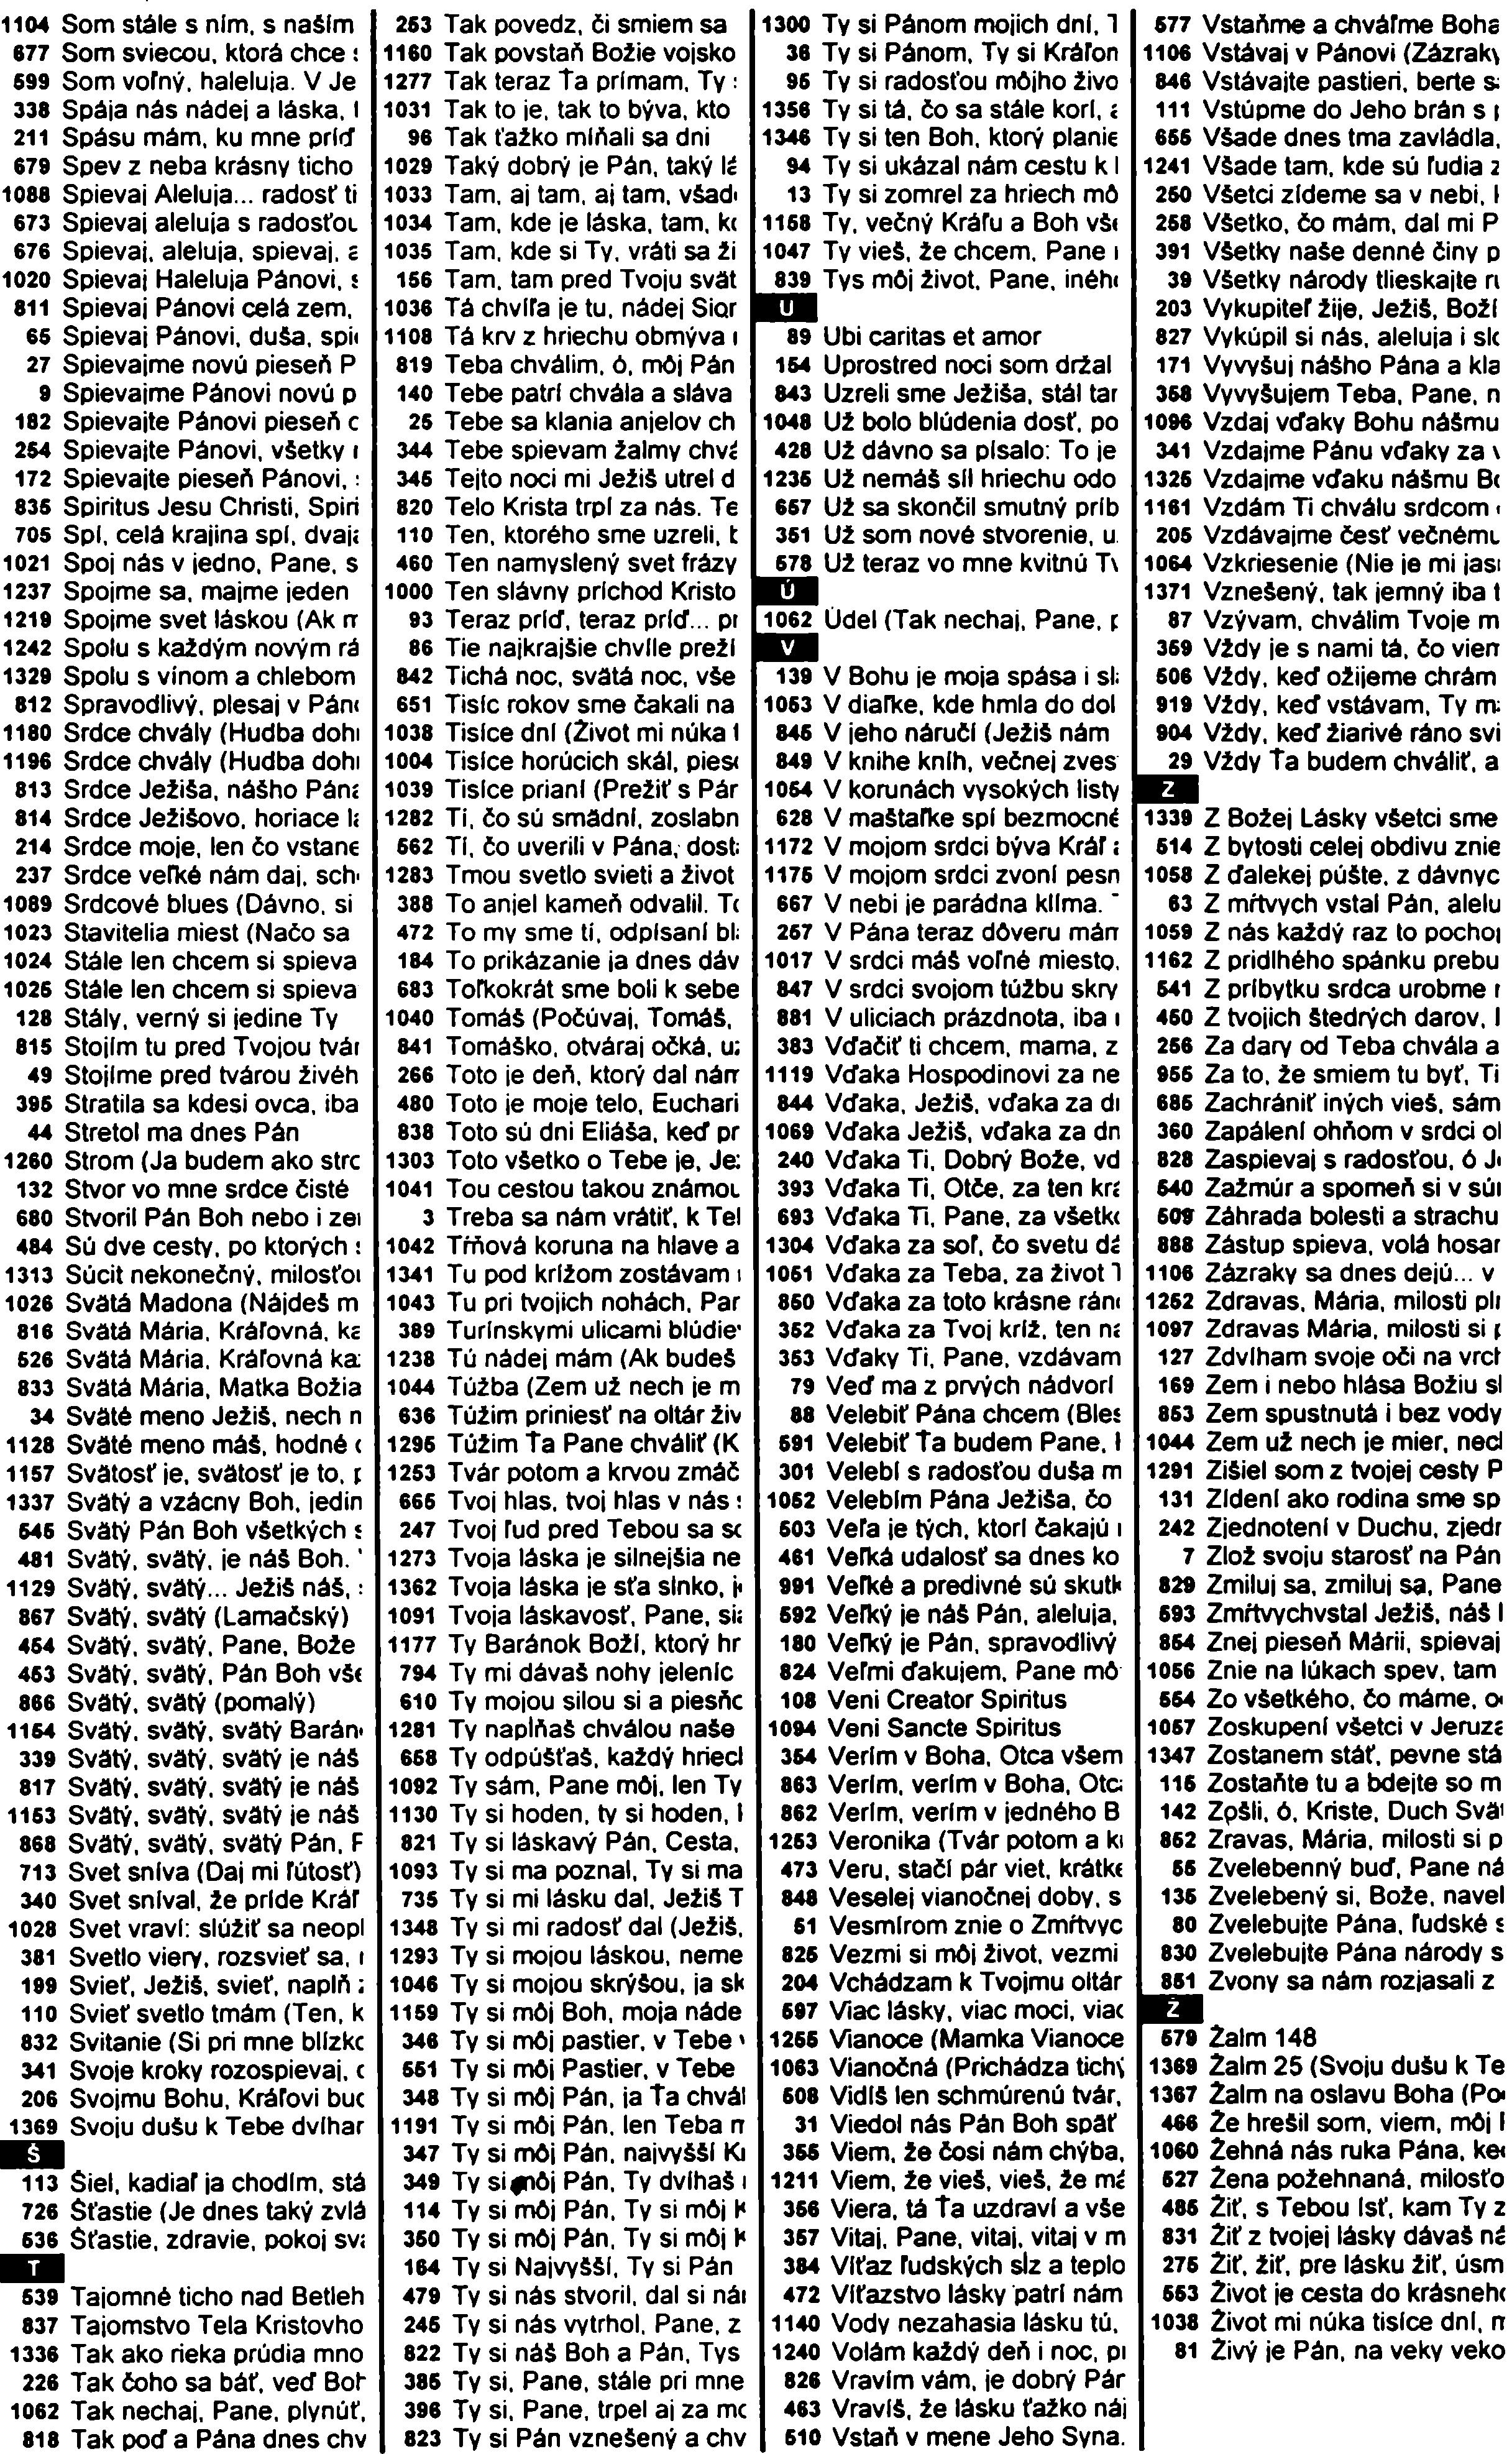 1104 Som stále s ním, s naším
677 Som sviecou, ktorá chce
599 Som voľný, haleluja. V Je
338 Spája nás nádej a láska,
211 Spásu mám, ku mne príď
679 Spev z neba krásny ticho
1088 Spievaj Aleluja... radosť ti
673 Spievaj aleluja s radosťou
676 Spievaj, aleluja, spievaj,
1020 Spievaj Haleluja Pánovi,
811 Spievaj Pánovi celá zem,
65 Spievaj Pánovi, duša,
27 Spievajme novú pieseň P
9 Spievajme Pánovi novú p
182 Spievajte Pánovi pieseň
254 Spievajte Pánovi, všetky
172 Spievajte pieseň Pánovi,
835 Spiritus Jesu Christi, Spiri
705 Spí, celá krajina spí,
1021 Spoj nás v jedno, Pane, s
1237 Spojme sa, majme jeden
1219 Spojme svet láskou (Ak
1242 Spolu s každým novým rá
1329 Spolu s vínom a chlebom
812 Spravodlivý, plesaj v
1180 Srdce chvály (Hudba
1196 Srdce chvály (Hudba
813 Srdce Ježiša, nášho
814 Srdce Ježišovo, horiace
214 Srdce moje, len čo vstane
237 Srdce veľké nám daj,
1089 Srdcové blues (Dávno, si
1023 Stavitelia miest (Načo sa
1024 Stále len chcem si spieva
1025 Stále len chcem si spieva
128 Stály, verný si jedine Ty
815 Stojím tu pred Tvojou tvár
49 Stojíme pred tvárou živéh
395 Stratila sa kdesi ovca, iba
44 Stretol ma dnes Pán
1260 Strom (Ja budem ako
132 Stvor vo mne srdce čisté
680 Stvoril Pán Boh nebo i
484 Sú dve cesty, po ktorých
1313 Súcit nekonečný,
1026 Svätá Madona (Nájdeš m
816 Svätá Mária, Kráľovná,
526 Svätá Mária, Kráľovná
833 Svätá Mária, Matka Božia
34 Sväté meno Ježiš, nech
1128 Sväté meno máš, hodné
1157 Svätosť je, svätosť je to,
1337 Svätý a vzácny Boh, jedin
545 Svätý Pán Boh všetkých
481 Svätý, svätý, je náš Boh.
1129 Svätý, svätý... Ježiš náš,
867 Svätý, svätý (Lamačský)
454 Svätý, svätý, Pane, Bože
453 Svätý, svätý, Pán Boh
866 Svätý, svätý (pomalý)
1154 Svätý, svätý, svätý
339 Svätý, svätý, svätý je náš
817 Svätý, svätý, svätý je náš
1153 Svätý, svätý, svätý je náš
868 Svätý, svätý, svätý Pán,
713 Svet sníva (Daj mi ľútosť)
340 Svet sníval, že príde Kráľ
1028 Svet vraví: slúžiť sa neopl
381 Svetlo viery, rozsvieť sa,
199 Svieť, Ježiš, svieť, naplň
110 Svieť svetlo tmám (Ten, k
832 Svitanie (Si pri mne
341 Svoje kroky rozospievaj,
206 Svojmu Bohu, Kráľovi
1369 Svoju dušu k Tebe
Š
113 Šiel, kadiaľ ja chodím, stá
726 Šťastie (Je dnes taký zvlá
536 Šťastie, zdravie, pokoj
T
539 Tajomné ticho nad Betleh
837 Tajomstvo Tela Kristovho
1336 Tak ako rieka prúdia mno
226 Tak čoho sa báť, veď
1062 Tak nechaj, Pane, plynúť,
818 Tak poď a Pána dnes chv
253 Tak povedz, či smiem sa
1160 Tak povstaň Božie vojsko
1277 Tak teraz Ťa prímam, Ty
1031 Tak to je, tak to býva, kto
96 Tak ťažko míňali sa dni
1029 Taký dobrý je Pán, taký
1033 Tam, aj tam, aj tam,
1034 Tam, kde je láska, tam,
1035 Tam, kde si Ty, vráti sa ži
156 Tam, tam pred Tvoju svät
1036 Tá chvíľa je tu, nádej
1108 Tá krv z hriechu obmýva
819 Teba chválim, ó, môj Pán
140 Tebe patrí chvála a sláva
25 Tebe sa klania anjelov ch
344 Tebe spievam žalmy
345 Tejto noci mi Ježiš utrel d
820 Telo Krista trpí za nás. Te
110 Ten, ktorého sme uzreli,
460 Ten namyslený svet frázy
1000 Ten slávny príchod Kristo
93 Teraz príď, teraz príď...
86 Tie najkrajšie chvíle preží
842 Tichá noc, svätá noc, vše
651 Tisíc rokov sme čakali na
1038 Tisíce dní (Život mi núka
1004 Tisíce horúcich skál,
1039 Tisíce prianí (Prežiť s
1282 Tí, čo sú smädní, zoslabn
562 Tí, čo uverili v Pána,
1283 Tmou svetlo svieti a život
388 To anjel kameň odvalil.
472 To my sme tí, odpísaní
184 To prikázanie ja dnes dáv
683 Toľkokrát sme boli k sebe
1040 Tomáš (Počúvaj, Tomáš,
841 Tomáško, otváraj očká,
266 Toto je deň, ktorý dal
480 Toto je moje telo, Euchari
838 Toto sú dni Eliáša, keď pr
1303 Toto všetko o Tebe je,
1041 Tou cestou takou známou
3 Treba sa nám vrátiť, k
1042 Tŕňová koruna na hlave a
1341 Tu pod krížom zostávam
1043 Tu pri tvojich nohách,
389 Turínskymi ulicami
1238 Tú nádej mám (Ak budeš
1044 Túžba (Zem už nech je m
636 Túžim priniesť na oltár živ
1295 Túžim Ťa Pane chváliť (K
1253 Tvár potom a krvou zmáč
665 Tvoj hlas, tvoj hlas v nás
247 Tvoj ľud pred Tebou sa
1273 Tvoja láska je silnejšia ne
1362 Tvoja láska je sťa slnko,
1091 Tvoja láskavosť, Pane,
1177 Ty Baránok Boží, ktorý hr
794 Ty mi dávaš nohy
610 Ty mojou silou si a
1281 Ty napĺňaš chválou naše
658 Ty odpúšťaš, každý
1092 Ty sám, Pane môj, len Ty
1130 Ty si hoden, ty si hoden,
821 Ty si láskavý Pán, Cesta,
1093 Ty si ma poznal, Ty si ma
735 Ty si mi lásku dal, Ježiš T
1348 Ty si mi radosť dal (Ježiš,
1293 Ty si mojou láskou, neme
1046 Ty si mojou skrýšou, ja sk
1159 Ty si môj Boh, moja náde
346 Ty si môj pastier, v Tebe
551 Ty si môj Pastier, v Tebe
348 Ty si môj Pán, ja Ťa chvál
1191 Ty si môj Pán, len Teba
347 Ty si môj Pán, najvyšší
349 Ty si môj Pán, Ty dvíhaš
114 Ty si môj Pán, Ty si môj
350 Ty si môj Pán, Ty si môj
164 Ty si Najvyšší, Ty si Pán
479 Ty si nás stvoril, dal si
245 Ty si nás vytrhol, Pane, z
822 Ty si náš Boh a Pán, Tys
385 Ty si, Pane, stále pri mne
396 Ty si, Pane, trpel aj za
823 Ty si Pán vznešený a chv
1300 Ty si Pánom mojich dní,
36 Ty si Pánom, Ty si Kráľom
95 Ty si radosťou môjho živo
1356 Ty si tá, čo sa stále korí,
1346 Ty si ten Boh, ktorý planie
94 Ty si ukázal nám cestu k
13 Ty si zomrel za hriech mô
1158 Ty, večný Kráľu a Boh
1047 Ty vieš, že chcem, Pane
839 Tys môj život, Pane,
U
89 Ubi caritas et amor
154 Uprostred noci som držal
843 Uzreli sme Ježiša, stál
1048 Už bolo blúdenia dosť, po
428 Už dávno sa písalo: To je
1235 Už nemáš síl hriechu odo
657 Už sa skončil smutný príb
351 Už som nové stvorenie, u
578 Už teraz vo mne kvitnú
Ú
1062 Údel (Tak nechaj, Pane,
V
139 V Bohu je moja spása i
1053 V diaľke, kde hmla do dol
845 V jeho náručí (Ježiš nám
849 V knihe kníh, večnej zves
1054 V korunách vysokých listy
628 V maštaľke spí bezmocné
1172 V mojom srdci býva Kráľ
1175 V mojom srdci zvoní pesn
667 V nebi je parádna klíma.
257 V Pána teraz dôveru mám
1017 V srdci máš voľné miesto,
847 V srdci svojom túžbu skry
881 V uliciach prázdnota, iba
383 Vďačiť ti chcem, mama, z
1119 Vďaka Hospodinovi za ne
844 Vďaka, Ježiš, vďaka za
1069 Vďaka Ježiš, vďaka za dn
240 Vďaka Ti, Dobrý Bože, vd
393 Vďaka Ti, Otče, za ten
693 Vďaka Ti, Pane, za
1304 Vďaka za soľ, čo svetu
1051 Vďaka za Teba, za život
850 Vďaka za toto krásne
352 Vďaka za Tvoj kríž, ten
353 Vďaky Ti, Pane, vzdávam
79 Veď ma z prvých nádvorí
88 Velebiť Pána chcem
591 Velebiť Ťa budem Pane,
301 Velebí s radosťou duša m
1052 Velebím Pána Ježiša, čo
503 Veľa je tých, ktorí čakajú
461 Veľká udalosť sa dnes ko
991 Veľké a predivné sú
592 Veľký je náš Pán, aleluja,
180 Veľký je Pán, spravodlivý
824 Veľmi ďakujem, Pane mô
108 Veni Creator Spiritus
1094 Veni Sancte Spiritus
354 Verím v Boha, Otca všem
863 Verím, verím v Boha,
862 Verím, verím v jedného B
1253 Veronika (Tvár potom a
473 Veru, stačí pár viet,
848 Veselej vianočnej doby, s
51 Vesmírom znie o Zmŕtvyc
825 Vezmi si môj život, vezmi
204 Vchádzam k Tvojmu oltár
597 Viac lásky, viac moci, viac
1255 Vianoce (Mamka Vianoce
1063 Vianočná (Prichádza
508 Vidíš len schmúrenú tvár,
31 Viedol nás Pán Boh späť
355 Viem, že čosi nám chýba,
1211 Viem, že vieš, vieš, že
356 Viera, tá Ťa uzdraví a vše
357 Vitaj, Pane, vitaj, vitaj v m
384 Víťaz ľudských sĺz a teplo
472 Víťazstvo lásky patrí nám
1140 Vody nezahasia lásku tú,
1240 Volám každý deň i noc,
826 Vravím vám, je dobrý
463 Vravíš, že lásku ťažko náj
510 Vstaň v mene Jeho Syna.
577 Vstaňme a chváľme Boha
1106 Vstávaj v Pánovi
846 Vstávajte pastieri, berte
111 Vstúpme do Jeho brán s
655 Všade dnes tma zavládla,
1241 Všade tam, kde sú ľudia z
250 Všetci zídeme sa v nebi,
258 Všetko, čo mám, dal mi P
391 Všetky naše denné činy p
39 Všetky národy tlieskajte
203 Vykupiteľ žije, Ježiš, Boží
827 Vykúpil si nás, aleluja i
171 Vyvyšuj nášho Pána a kla
358 Vyvyšujem Teba, Pane, n
1096 Vzdaj vďaky Bohu nášmu
341 Vzdajme Pánu vďaky za
1325 Vzdajme vďaku nášmu
1161 Vzdám Ti chválu srdcom
205 Vzdávajme česť večnému
1064 Vzkriesenie (Nie je mi
1371 Vznešený, tak jemný iba t
87 Vzývam, chválim Tvoje m
359 Vždy je s nami tá, čo
506 Vždy, keď ožijeme chrám
919 Vždy, keď vstávam, Ty
904 Vždy, keď žiarivé ráno svi
29 Vždy Ťa budem chváliť, a
Z
1339 Z Božej Lásky všetci sme
514 Z bytosti celej obdivu znie
1058 Z ďalekej púšte, z dávnyc
63 Z mŕtvych vstal Pán, alelu
1059 Z nás každý raz to
1162 Z pridlhého spánku prebu
541 Z príbytku srdca urobme
450 Z tvojich štedrých darov,
256 Za dary od Teba chvála a
955 Za to, že smiem tu byť, Ti
685 Zachrániť iných vieš, sám
360 Zapálení ohňom v srdci
828 Zaspievaj s radosťou, ó
540 Zažmúr a spomeň si v
509 Záhrada bolesti a strachu
888 Zástup spieva, volá
1106 Zázraky sa dnes dejú... v
1252 Zdravas, Mária, milosti
1097 Zdravas Mária, milosti si
127 Zdvíham svoje oči na
169 Zem i nebo hlása Božiu sl
853 Zem spustnutá i bez vody
1044 Zem už nech je mier,
1291 Zišiel som z tvojej cesty P
131 Zídení ako rodina sme sp
242 Zjednotení v Duchu,
7 Zlož svoju starosť na Pán
829 Zmiluj sa, zmiluj sa, Pane
593 Zmŕtvychvstal Ježiš, náš
854 Znej pieseň Márii, spievaj
1056 Znie na lúkach spev, tam
554 Zo všetkého, čo máme,
1057 Zoskupení všetci v
1347 Zostanem stáť, pevne stá
115 Zostaňte tu a bdejte so m
142 Zošli, ó, Kriste, Duch
852 Zravas, Mária, milosti si p
55 Zvelebenný buď, Pane ná
135 Zvelebený si, Bože, navel
80 Zvelebujte Pána, ľudské
830 Zvelebujte Pána národy s
851 Zvony sa nám rozjasali z
Ž
579 Žalm 148
1369 Žalm 25 (Svoju dušu k Te
1367 Žalm na oslavu Boha
466 Že hrešil som, viem, môj
1060 Žehná nás ruka Pána,
527 Žena požehnaná, milosťo
485 Žiť, s Tebou ísť, kam Ty z
831 Žiť z tvojej lásky dávaš
275 Žiť, žiť, pre lásku žiť, úsm
553 Život je cesta do
1038 Život mi núka tisíce dní,
81 Živý je Pán, na veky veko